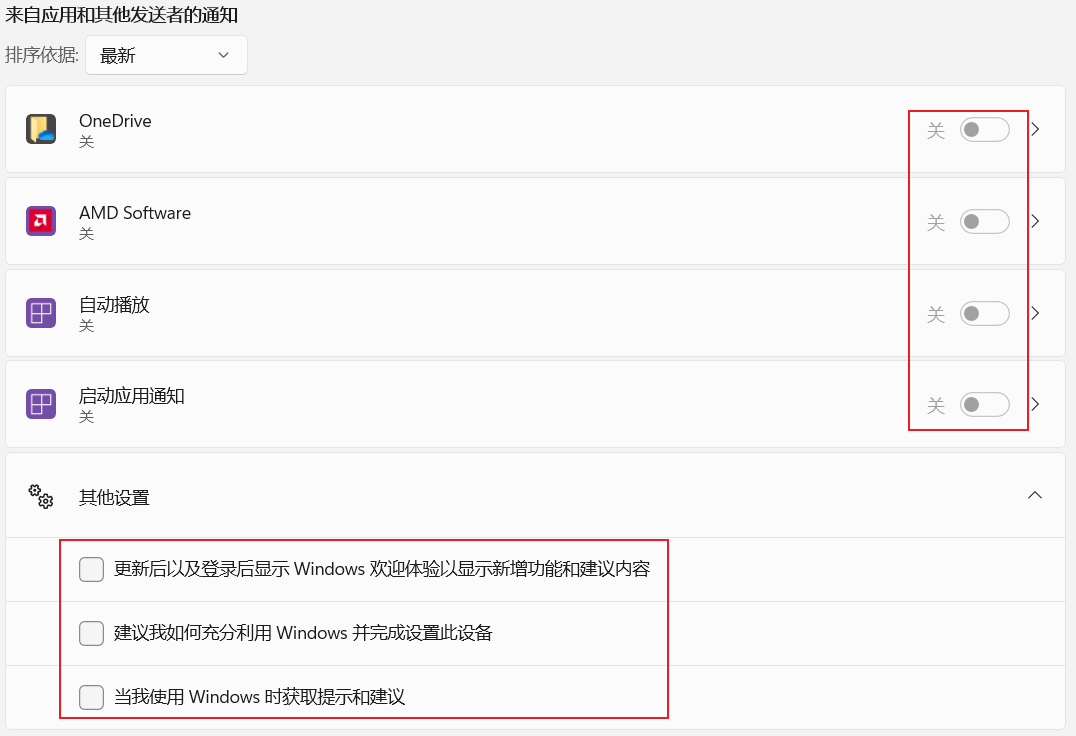 来自应用和其他发送者的通知
排序依据: 最新
OneDrive
关
关
AMD Software
关
关
自动播放
关
关
启动应用通知
关
关
其他设置
更新后以及登录后显示 Windows 欢迎体验以显示新增功能和建议内容
建议我如何充分利用 Windows 并完成设置此设备
当我使用 Windows 时获取提示和建议